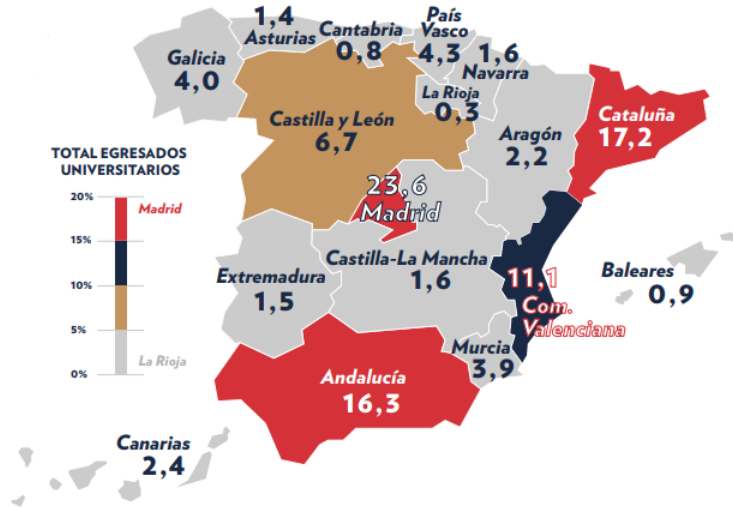 1,4
Asturias
Cantabria
0,8
País
Vasco
4,3
1,6
Navarra
Galicia
4,0
La Rioja
0,3
Castilla y León
6,7
Aragón
2,2
Cataluña
17,2
TOTAL EGRESADOS
UNIVERSITARIOS
20%
Madrid
15%
10%
5%
La Rioja
0%
23,6
Madrid
Castilla-La Mancha
1,6
Extremadura
1,5
11,1
Com.
Valenciana
Baleares
0,9
Murcia
3,9
Andalucía
16,3
Canarias
2,4